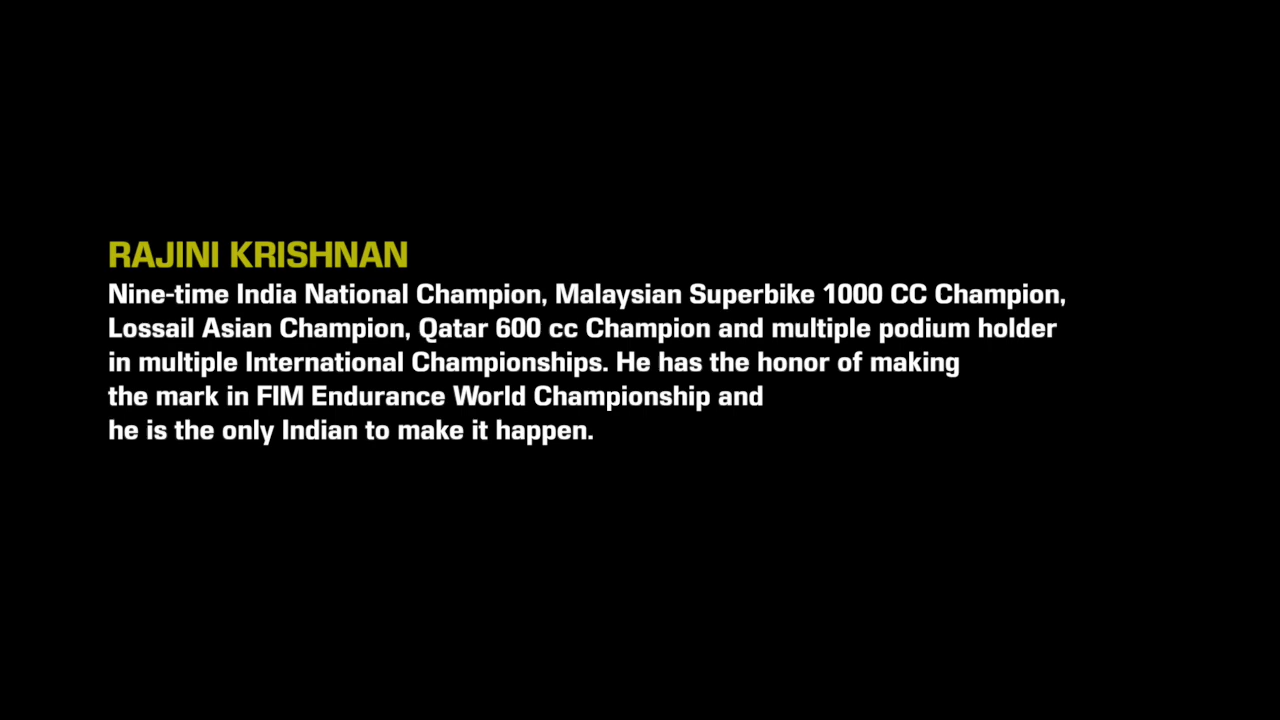 RAJINI KRISHNAN
Nine-time India National Champion, Malaysian Superbike 1000 CC Champion,
Lossail Asian Champion, Qatar 600 cc Champion and multiple podium holder
in multiple International Championships. He has the honor of making
the mark in FIM Endurance World Championship and
he is the only Indian to make it happen.